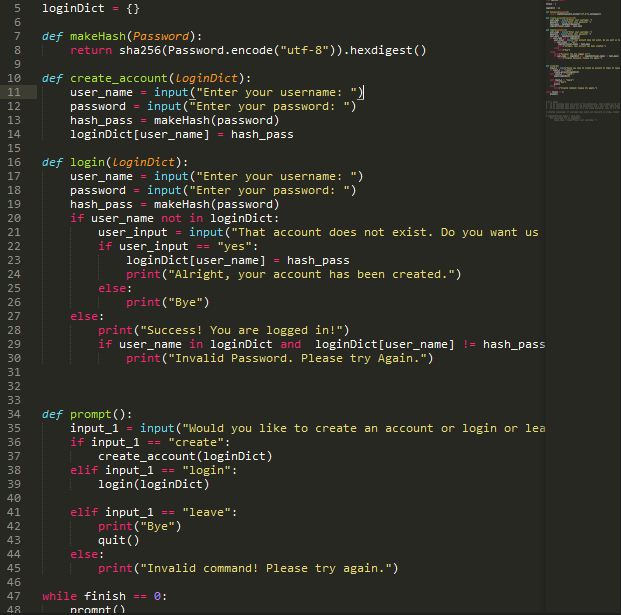 5 loginDict = {}
6
7 def makeHash(Password):
8     return sha256(Password.encode("utf-8")).hexdigest()
9
10 def create_account(loginDict):
11     user_name = input("Enter your username: ")
12     password = input("Enter your password: ")
13     hash_pass = makeHash(password)
14     loginDict[user_name] = hash_pass
15
16 def login(loginDict):
17     user_name = input("Enter your username: ")
18     password = input("Enter your password: ")
19     hash_pass = makeHash(password)
20     if user_name not in loginDict:
21         user_input = input("That account does not exist. Do you want us
22         if user_input == "yes":
23             loginDict[user_name] = hash_pass
24             print("Alright, your account has been created.")
25         else:
26             print("Bye")
27     else:
28         print("Success! You are logged in!")
29         if user_name in loginDict and  loginDict[user_name] != hash_pass
30             print("Invalid Password. Please try Again.")
31
32
33
34 def prompt():
35     input_1 = input("Would you like to create an account or login or lea
36     if input_1 == "create":
37         create_account(loginDict)
38     elif input_1 == "login":
39         login(loginDict)
40
41     elif input_1 == "leave":
42         print("Bye")
43         quit()
44     else:
45         print("Invalid command! Please try again.")
46
47 while finish == 0:
48     prompt()